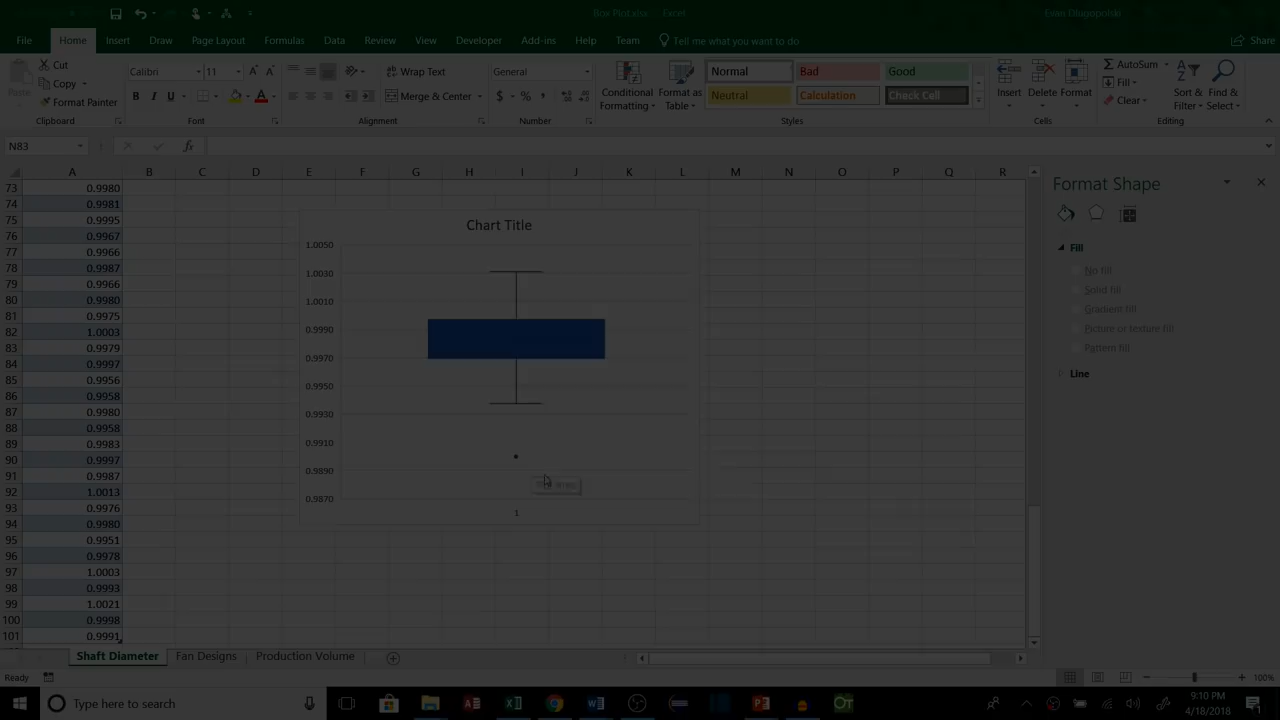 Box Plot.xlsx - Excel
Evan Dlugopolski
File Home Insert Draw Page Layout Formulas Data Review View Developer Add-ins Help Team Tell me what you want to do Share
Paste
Cut
Copy
Format Painter
Clipboard
Calibri 11
B I U
Font
Wrap Text
Merge & Center
Alignment
General
$ % ,
Number
Conditional Formatting
Format as Table
Normal Bad Good
Neutral Calculation Check Cell
Styles
Insert Delete Format
Cells
AutoSum
Fill
Clear
Sort & Filter
Find & Select
Editing
N83 fx
A B C D E F G H I J K L M N O P Q R
73 0.9980
74 0.9981
75 0.9995
76 0.9967
77 0.9966
78 0.9987
79 0.9966
80 0.9980
81 0.9975
82 1.0003
83 0.9979
84 0.9997
85 0.9956
86 0.9958
87 0.9980
88 0.9958
89 0.9983
90 0.9997
91 0.9987
92 1.0013
93 0.9976
94 0.9980
95 0.9951
96 0.9978
97 1.0003
98 0.9993
99 1.0021
100 0.9998
101 0.9991
Chart Title
1.0050
1.0030
1.0010
0.9990
0.9970
0.9950
0.9930
0.9910
0.9890
0.9870
1
Format Shape
Fill
No fill
Solid fill
Gradient fill
Picture or texture fill
Pattern fill
Line
Shaft Diameter Fan Designs Production Volume
Ready 100%
Type here to search
9:10 PM
4/18/2018